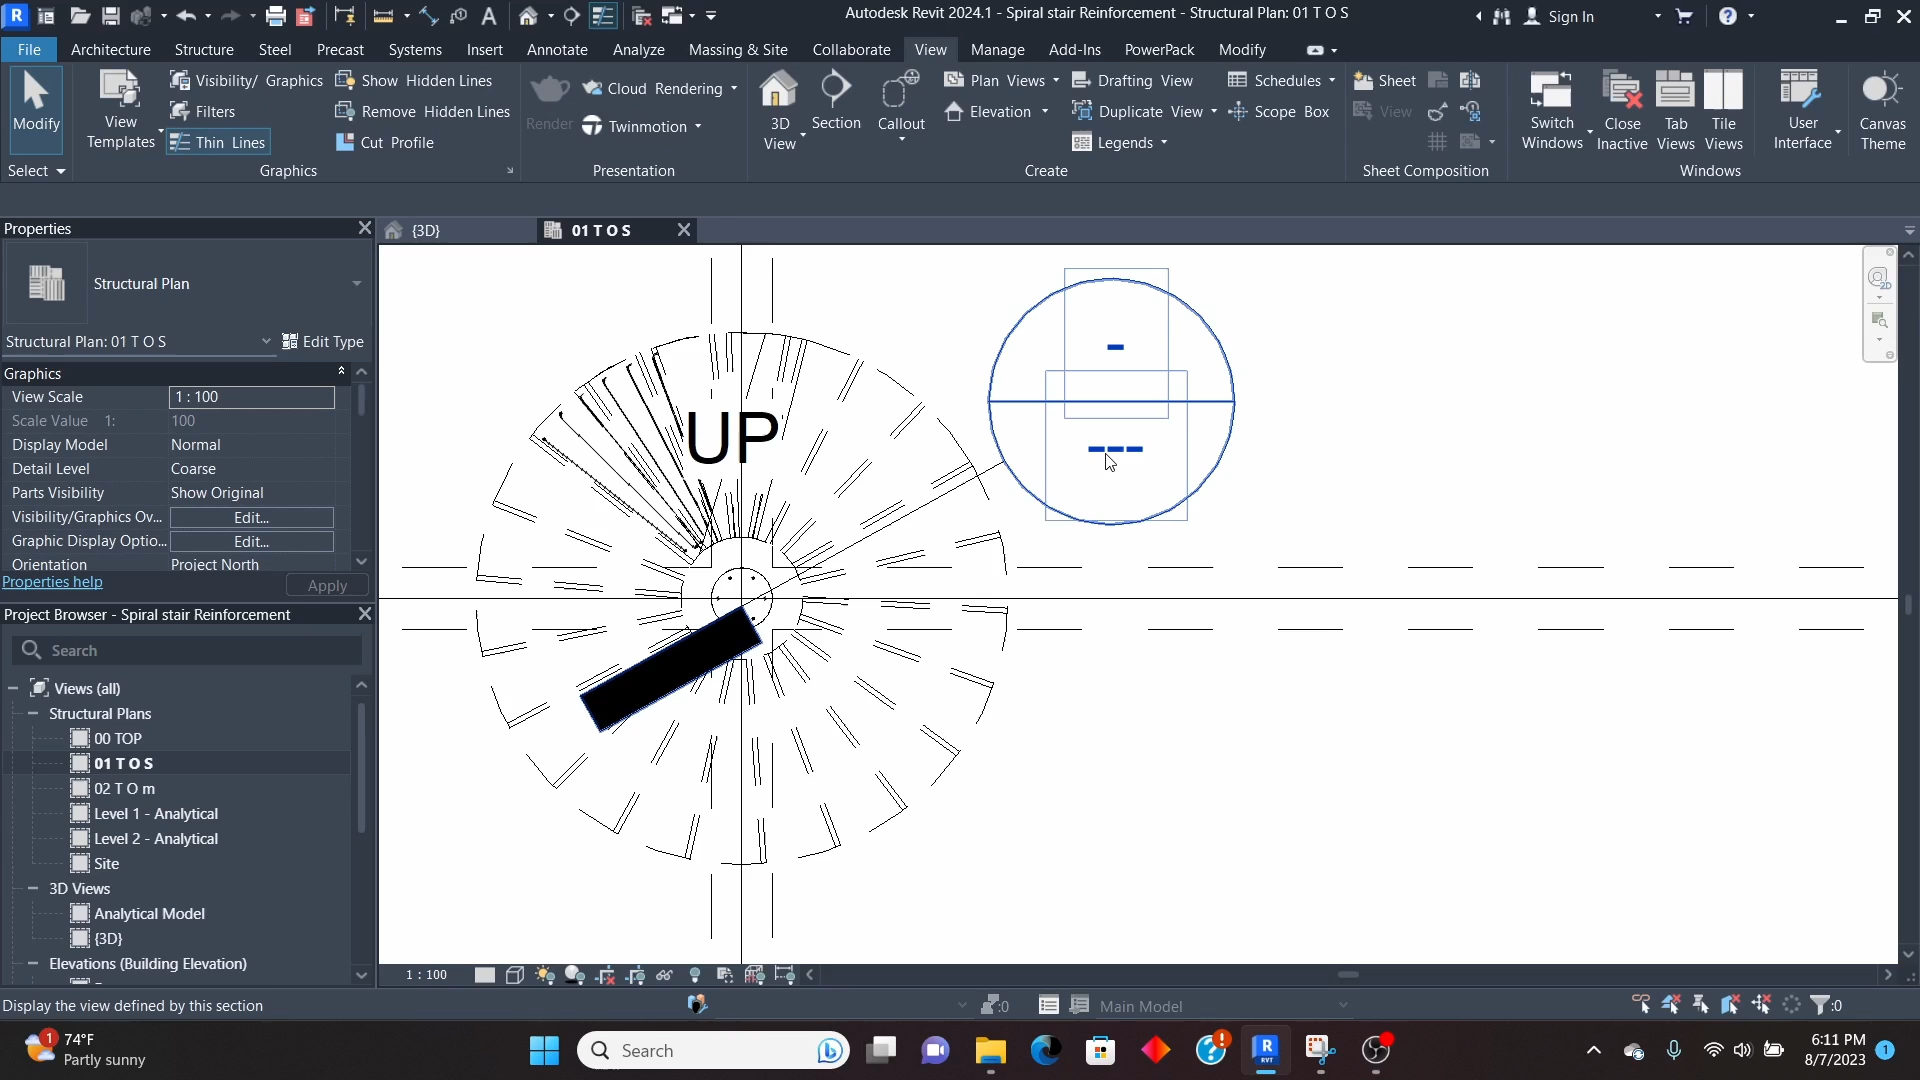 Autodesk Revit 2024.1 - Spiral stair Reinforcement - Structural Plan: 01 T O S
Sign In
File Architecture Structure Steel Precast Systems Insert Annotate Analyze Massing & Site Collaborate View Manage Add-Ins PowerPack Modify
Modify
View Templates
Visibility/ Graphics
Filters
Thin Lines
Show Hidden Lines
Remove Hidden Lines
Cut Profile
Render
Cloud Rendering
Twinmotion
3D View
Section
Callout
Plan Views
Elevation
Drafting View
Duplicate View
Legends
Schedules
Scope Box
Sheet
View
Switch Windows
Close Inactive
Tab Views
Tile Views
User Interface
Canvas Theme
Select Graphics Presentation Create Sheet Composition Windows
Properties
{3D}
01 T O S
Structural Plan
Structural Plan: 01 T O S
Edit Type
Graphics
View Scale 1 : 100
Scale Value 1: 100
Display Model Normal
Detail Level Coarse
Parts Visibility Show Original
Visibility/Graphics Ov... Edit...
Graphic Display Optio... Edit...
Orientation Project North
Properties help
Apply
Project Browser - Spiral stair Reinforcement
Search
Views (all)
Structural Plans
00 TOP
01 T O S
02 T O m
Level 1 - Analytical
Level 2 - Analytical
Site
3D Views
Analytical Model
{3D}
Elevations (Building Elevation)
UP
-
---
2D
1 : 100
Display the view defined by this section
:0
Main Model
:0
1
74°F
Partly sunny
Search
R
RVT
6:11 PM
8/7/2023
1